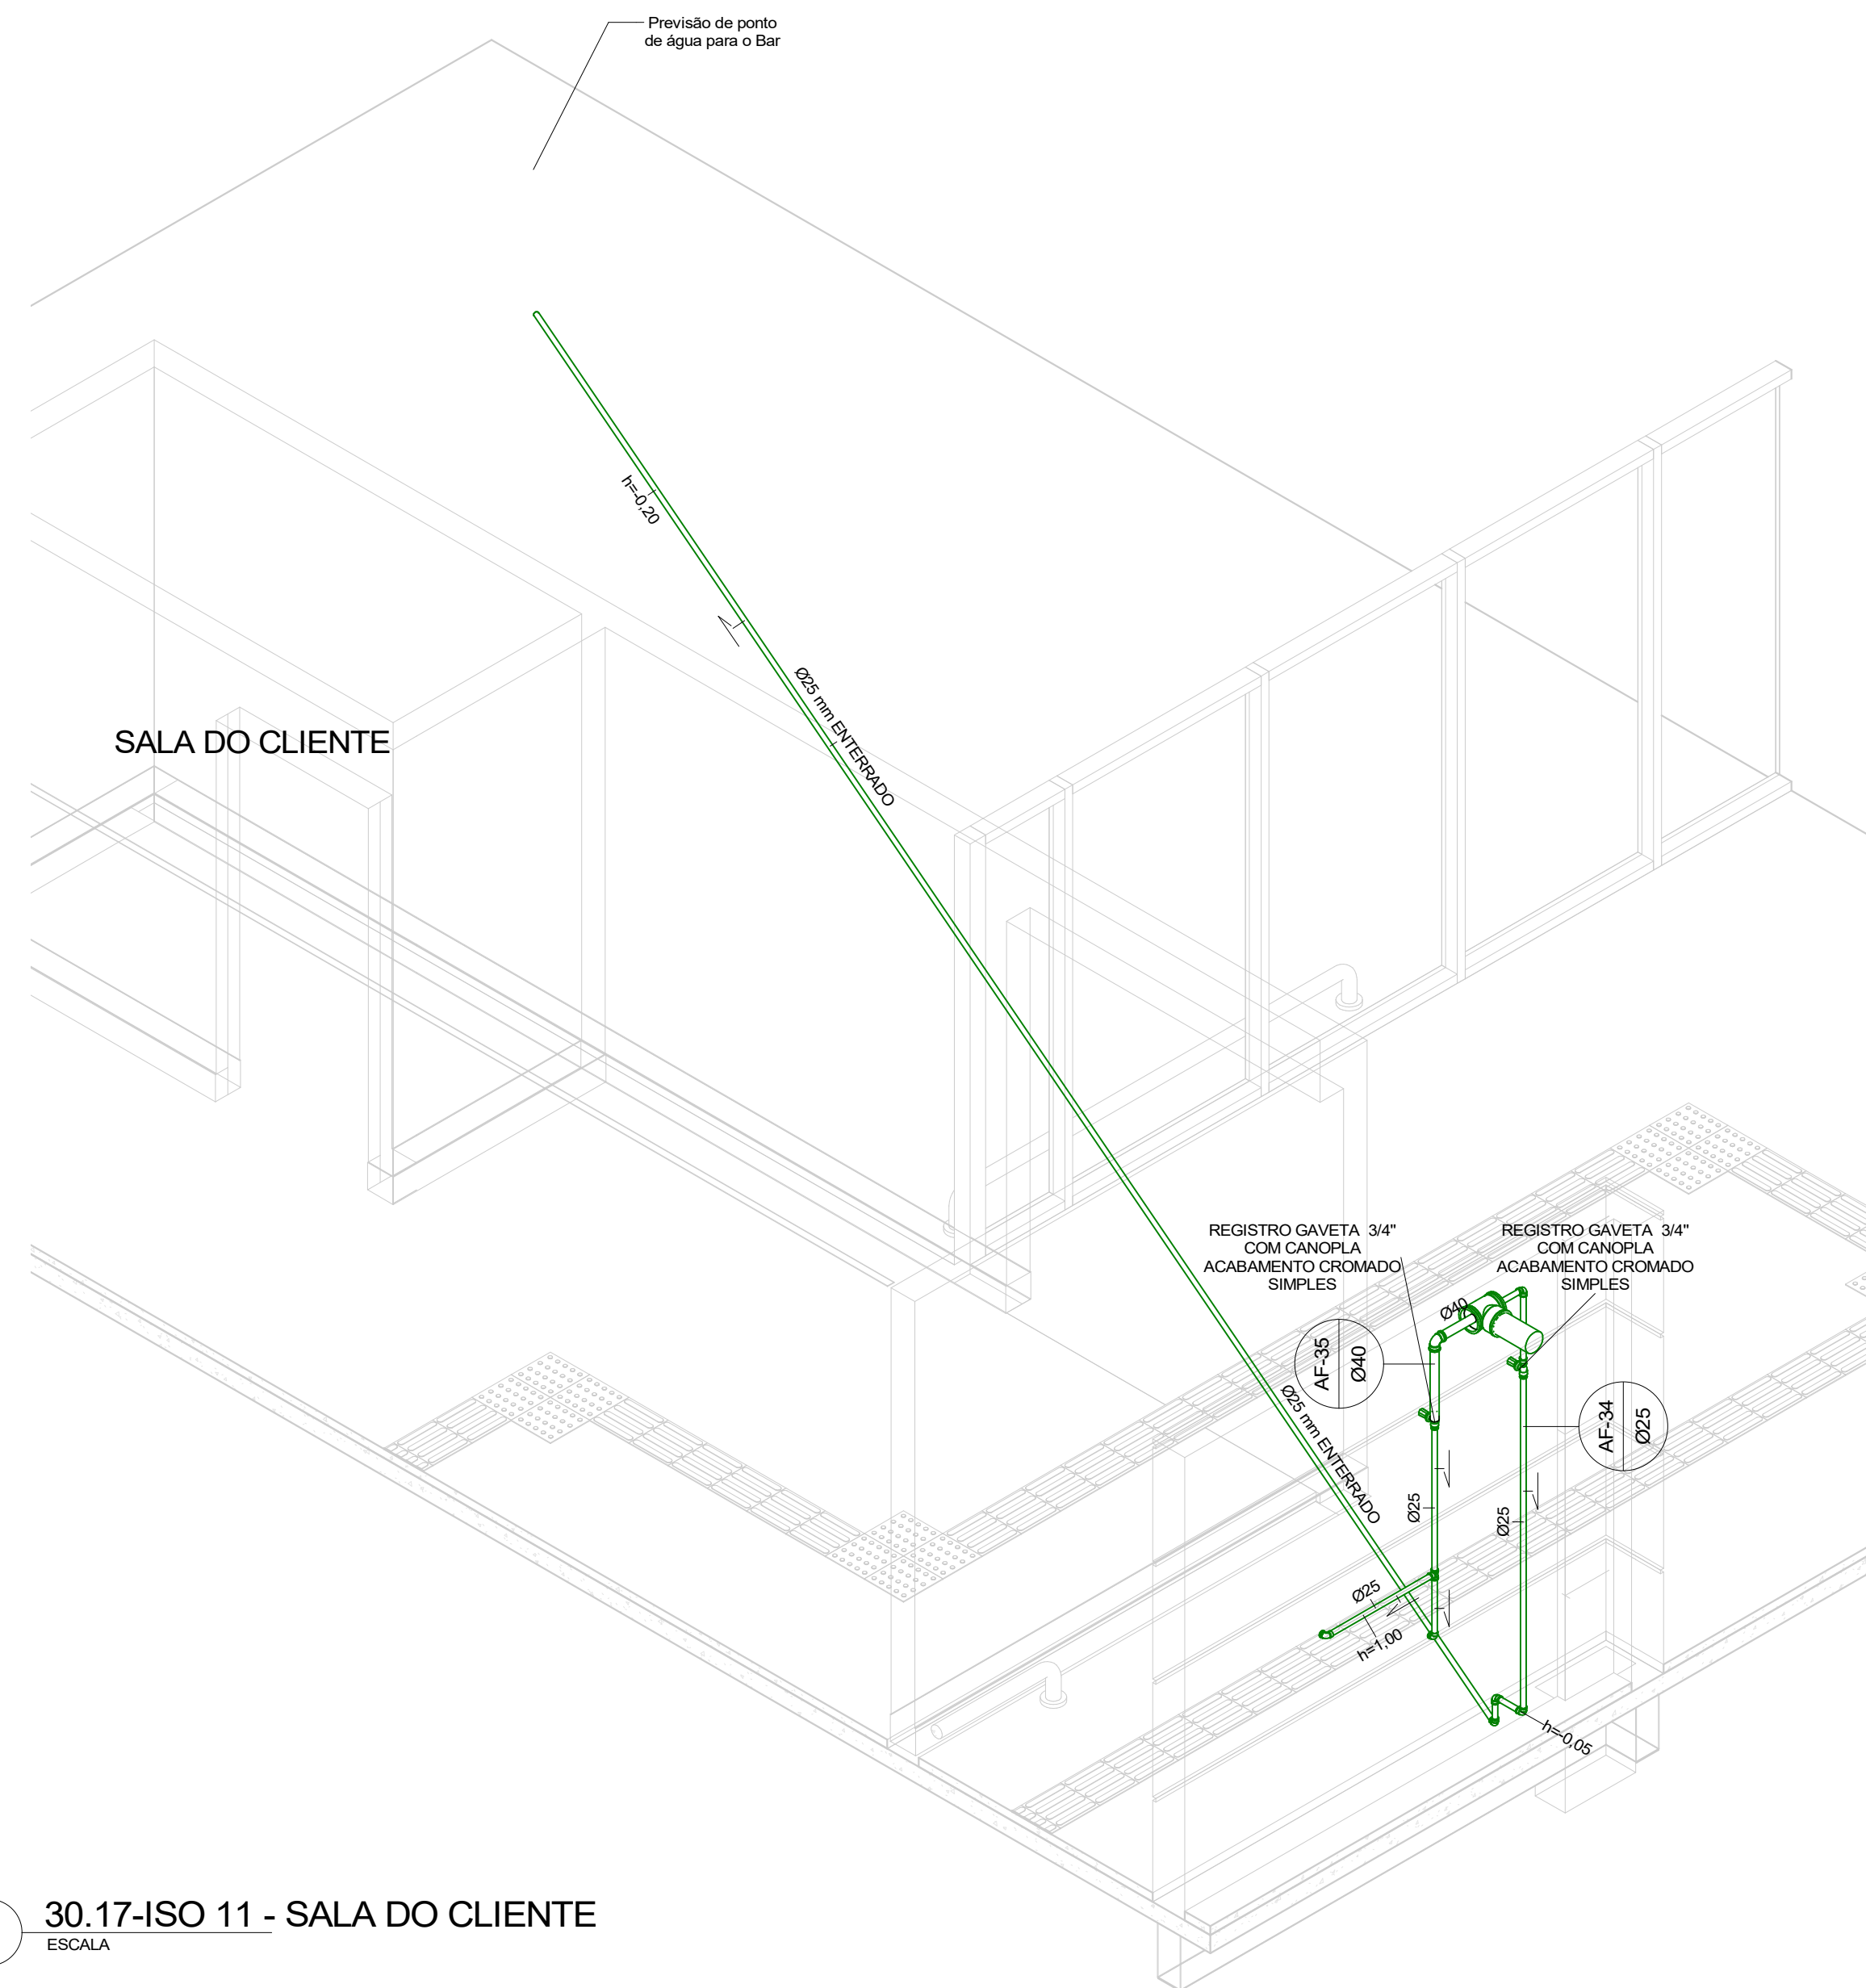 Previsão de ponto
de água para o Bar
h=-0,20
Ø25 mm ENTERRADO
SALA DO CLIENTE
REGISTRO GAVETA 3/4"
COM CANOPLA
ACABAMENTO CROMADO
SIMPLES
REGISTRO GAVETA 3/4"
COM CANOPLA
ACABAMENTO CROMADO
SIMPLES
Ø40
AF-35
Ø40
AF-34
Ø25
Ø25 mm ENTERRADO
Ø25
Ø25
Ø25
h=1,00
h=-0,05
30.17-ISO 11 - SALA DO CLIENTE
ESCALA